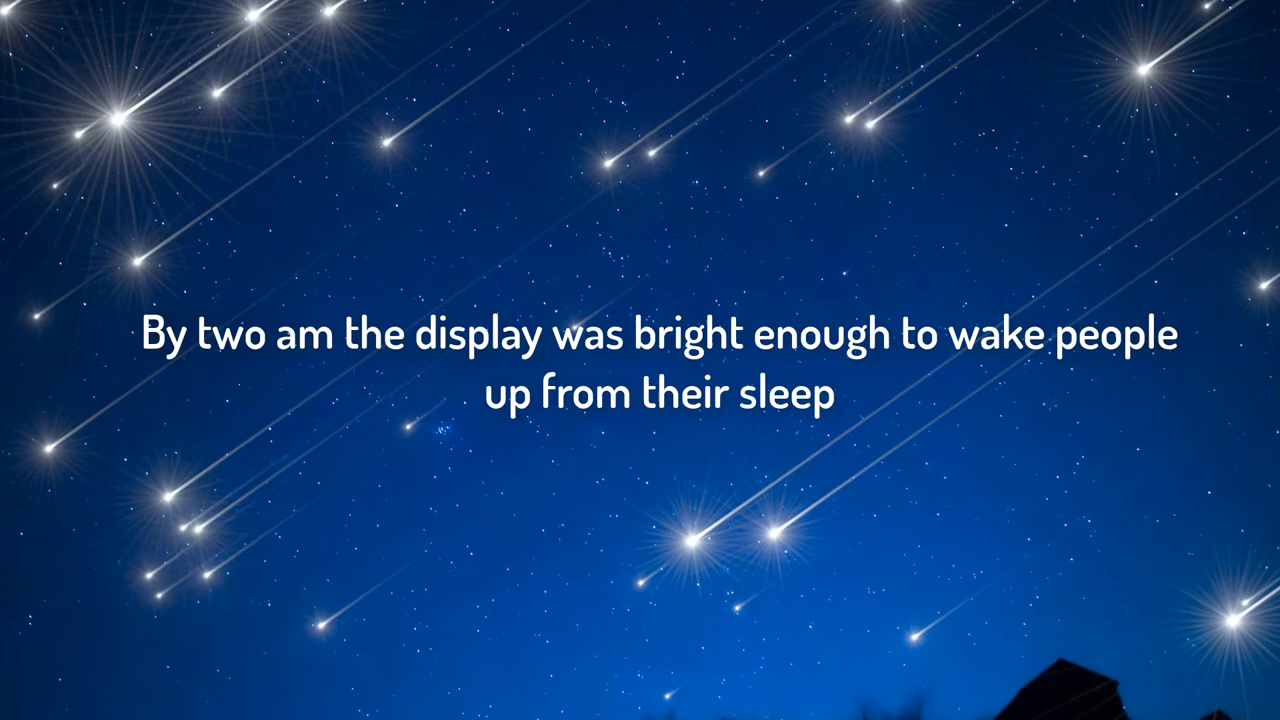 By two am the display was bright enough to wake people
up from their sleep